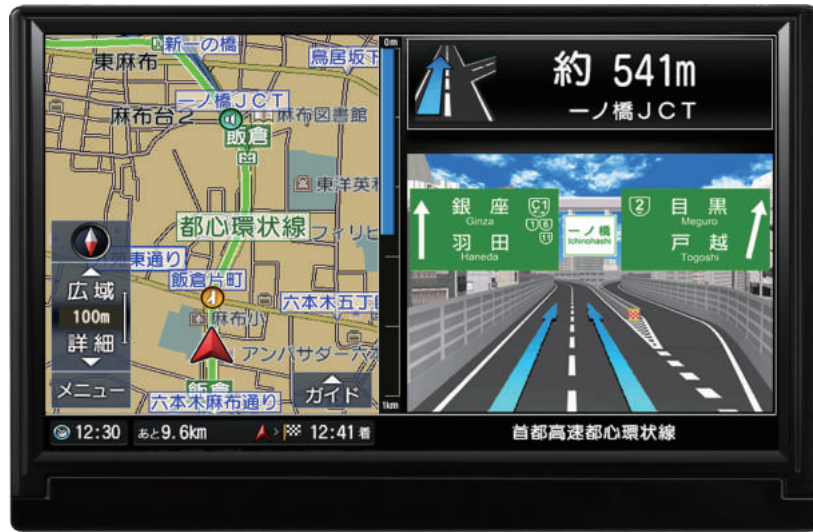 新一の橋
鳥居坂下
東麻布
一ノ橋JCT
麻布台2
麻布図書館
飯倉
東洋英和
都心環状線
フィリピ
苑東通り
飯倉片町
六本木五丁目
麻布小
アンバサダー六本
飯倉
六本木麻布通り
広域
100m
詳細
メニュー
ガイド
0m
1km
12:30
あと9.6km
12:41着
約 541m
一ノ橋JCT
銀座
Ginza
羽田
Haneda
C1
1
6
11
一ノ橋
Ichinohashi
2
目黒
Meguro
戸越
Togoshi
首都高速都心環状線